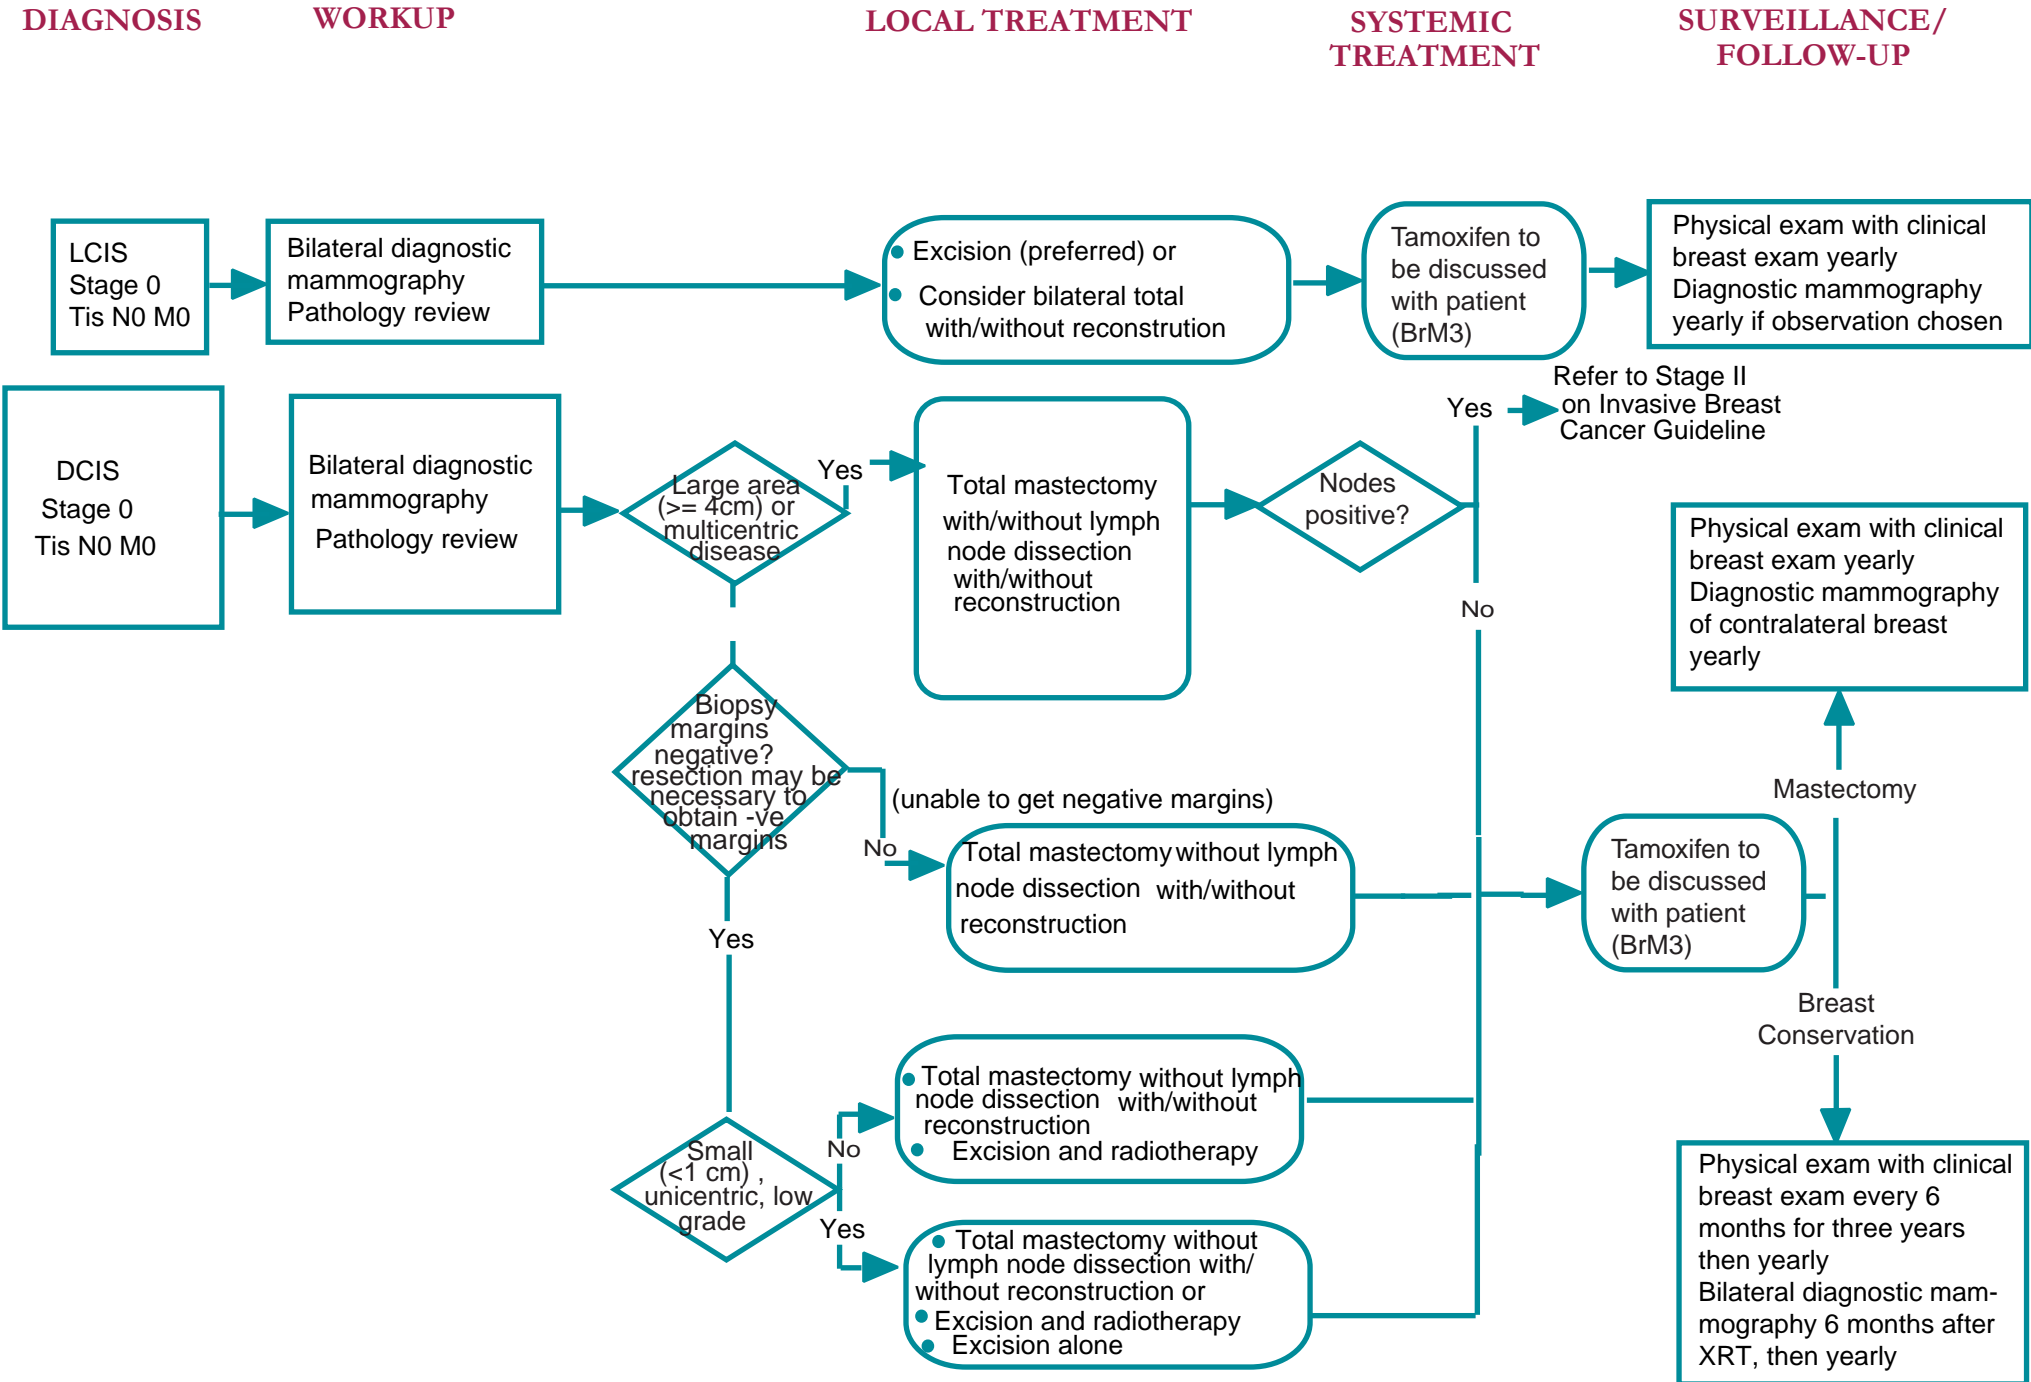 DIAGNOSIS
WORKUP
LOCAL TREATMENT
SYSTEMIC
TREATMENT
SURVEILLANCE/
FOLLOW-UP
LCIS
Stage 0
Tis N0 M0
Bilateral diagnostic
mammography
Pathology review
• Excision (preferred) or
• Consider bilateral total
with/without reconstrution
Tamoxifen to
be discussed
with patient
(BrM3)
Physical exam with clinical
breast exam yearly
Diagnostic mammography
yearly if observation chosen
DCIS
Stage 0
Tis N0 M0
Bilateral diagnostic
mammography
Pathology review
Large area
(>= 4cm) or
multicentric
disease
Yes
Total mastectomy
with/without lymph
node dissection
with/without
reconstruction
Nodes
positive?
Yes
Refer to Stage II
on Invasive Breast
Cancer Guideline
No
Physical exam with clinical
breast exam yearly
Diagnostic mammography
of contralateral breast
yearly
Biopsy
margins
negative?
resection may be
necessary to
obtain -ve
margins
(unable to get negative margins)
No
Total mastectomy without lymph
node dissection with/without
reconstruction
Tamoxifen to
be discussed
with patient
(BrM3)
Mastectomy
Breast
Conservation
Yes
Small
(<1 cm) ,
unicentric, low
grade
No
• Total mastectomy without lymph
node dissection with/without
reconstruction
• Excision and radiotherapy
Yes
• Total mastectomy without
lymph node dissection with/
without reconstruction or
• Excision and radiotherapy
• Excision alone
Physical exam with clinical
breast exam every 6
months for three years
then yearly
Bilateral diagnostic mam-
mography 6 months after
XRT, then yearly